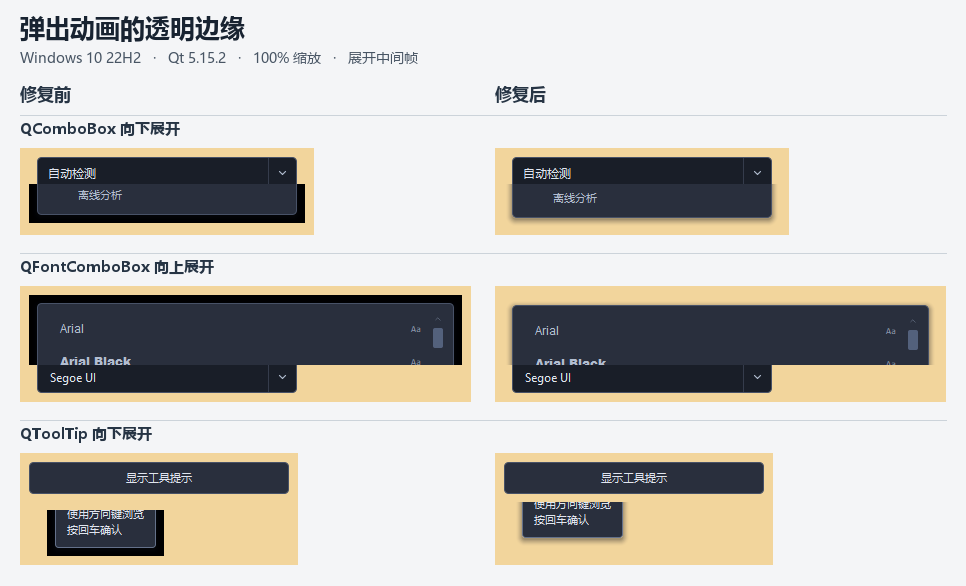 弹出动画的透明边缘
Windows 10 22H2 · Qt 5.15.2 · 100% 缩放 · 展开中间帧
修复前
修复后
QComboBox 向下展开
自动检测
离线分析
自动检测
离线分析
QFontComboBox 向上展开
Arial Aa
Arial Black Aa
Segoe UI
Arial Aa
Arial Black Aa
Segoe UI
QToolTip 向下展开
显示工具提示
使用方向键浏览
按回车确认
显示工具提示
使用方向键浏览
按回车确认